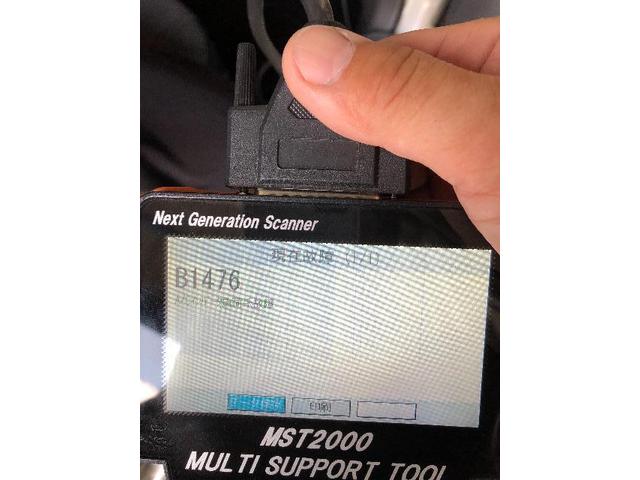 Next Generation Scanner
現在故障 (1/1)
B1476
印刷
MST2000
MULTI SUPPORT TOOL